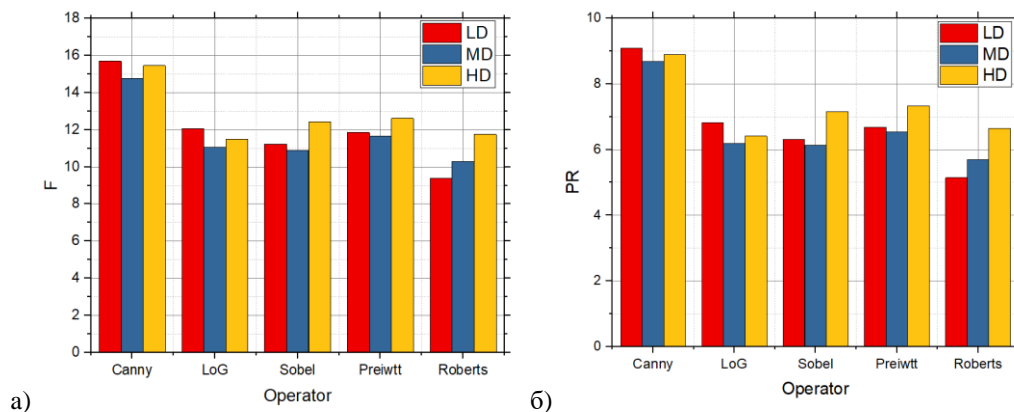 18
16
14
12
10
8
6
4
2
0
F
LD
MD
HD
Canny LoG Sobel Preiwtt Roberts
Operator
а)
10
8
6
4
2
0
PR
LD
MD
HD
Canny LoG Sobel Preiwtt Roberts
Operator
б)